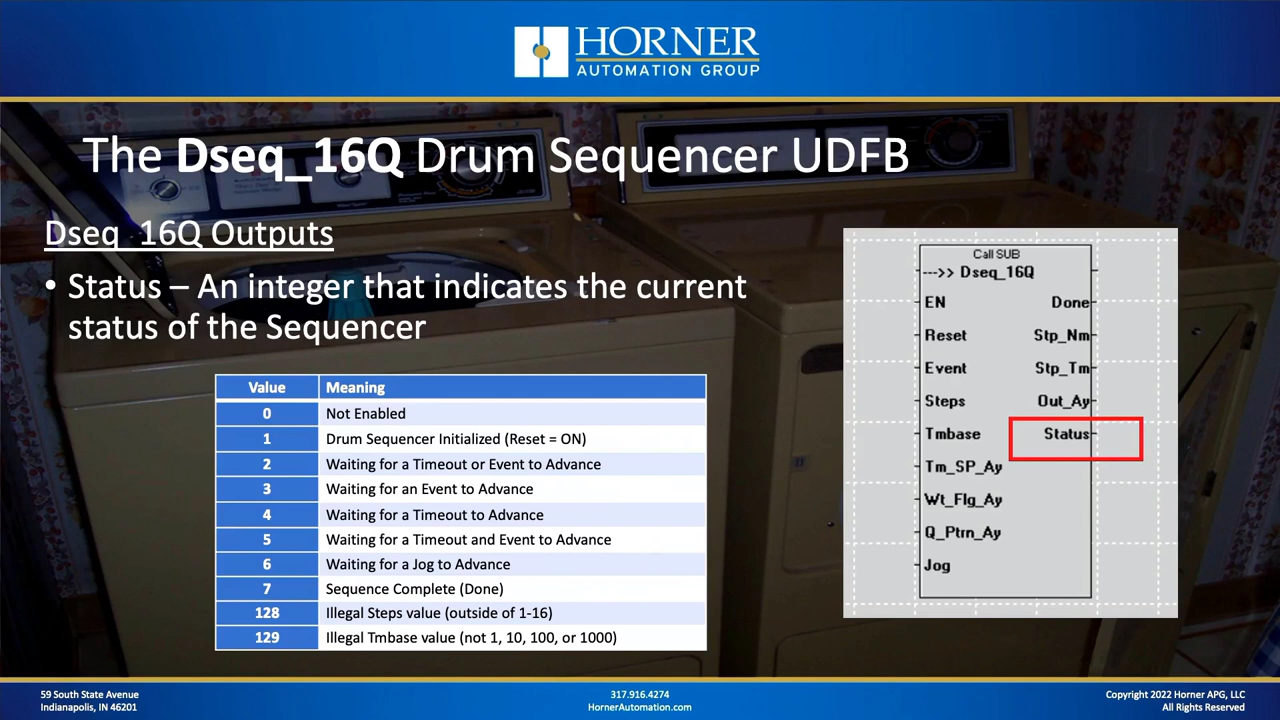 HORNER
AUTOMATION GROUP
The Dseq_16Q Drum Sequencer UDFB
Dseq_16Q Outputs
• Status – An integer that indicates the current
status of the Sequencer
Value Meaning
0 Not Enabled
1 Drum Sequencer Initialized (Reset = ON)
2 Waiting for a Timeout or Event to Advance
3 Waiting for an Event to Advance
4 Waiting for a Timeout to Advance
5 Waiting for a Timeout and Event to Advance
6 Waiting for a Jog to Advance
7 Sequence Complete (Done)
128 Illegal Steps value (outside of 1-16)
129 Illegal Tmbase value (not 1, 10, 100, or 1000)
Call SUB
--->> Dseq_16Q
EN Done
Reset Stp_Nm
Event Stp_Tm
Steps Out_Ay
Tmbase Status
Tm_SP_Ay
Wt_Flg_Ay
Q_Ptrn_Ay
Jog
59 South State Avenue
Indianapolis, IN 46201
317.916.4274
HornerAutomation.com
Copyright 2022 Horner APG, LLC
All Rights Reserved